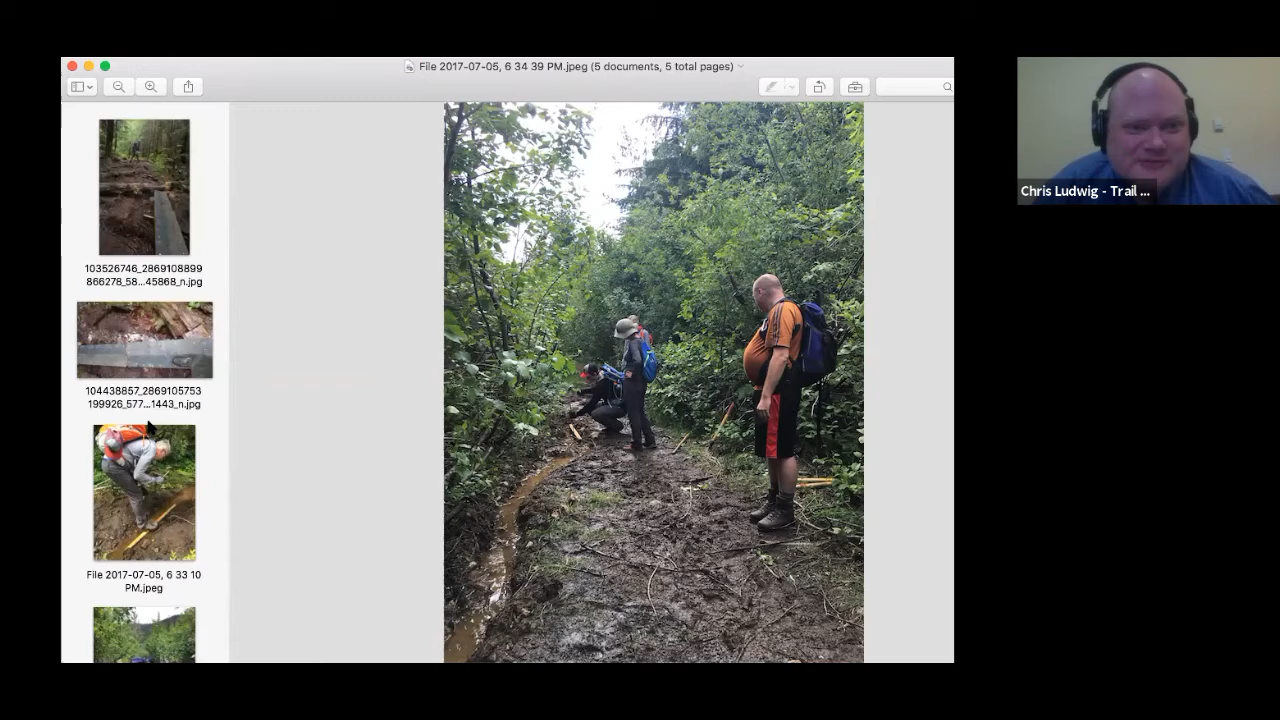 File 2017-07-05, 6 34 39 PM.jpeg (5 documents, 5 total pages)
103526746_2869108899
866278_58...45868_n.jpg
104438857_2869105753
199926_577...1443_n.jpg
File 2017-07-05, 6 33 10
PM.jpeg
Chris Ludwig - Trail ...